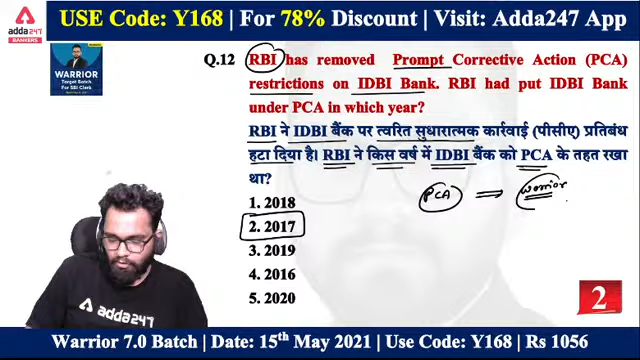 USE Code: Y168 | For 78% Discount | Visit: Adda247 App
adda247
BANKERS
WARRIOR
Target Batch
For SBI Clerk
Q.12 RBI has removed Prompt Corrective Action (PCA)
restrictions on IDBI Bank. RBI had put IDBI Bank
under PCA in which year?
RBI ने IDBI बैंक पर त्वरित सुधारात्मक कार्रवाई (पीसीए) प्रतिबंध
हटा दिया है। RBI ने किस वर्ष में IDBI बैंक को PCA के तहत रखा
था?
PCA ⇒ Warrior
1. 2018
2. 2017
3. 2019
4. 2016
5. 2020
adda247
2
Warrior 7.0 Batch | Date: 15th May 2021 | Use Code: Y168 | Rs 1056